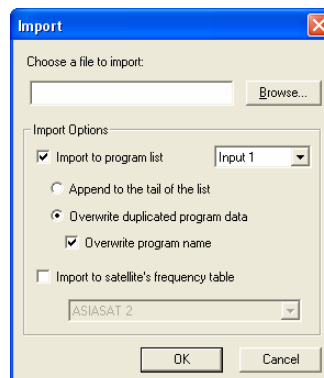 Import
Choose a file to import:
Browse...
Import Options
Import to program list
Input 1
Append to the tail of the list
Overwrite duplicated program data
Overwrite program name
Import to satellite's frequency table
ASIASAT 2
OK
Cancel